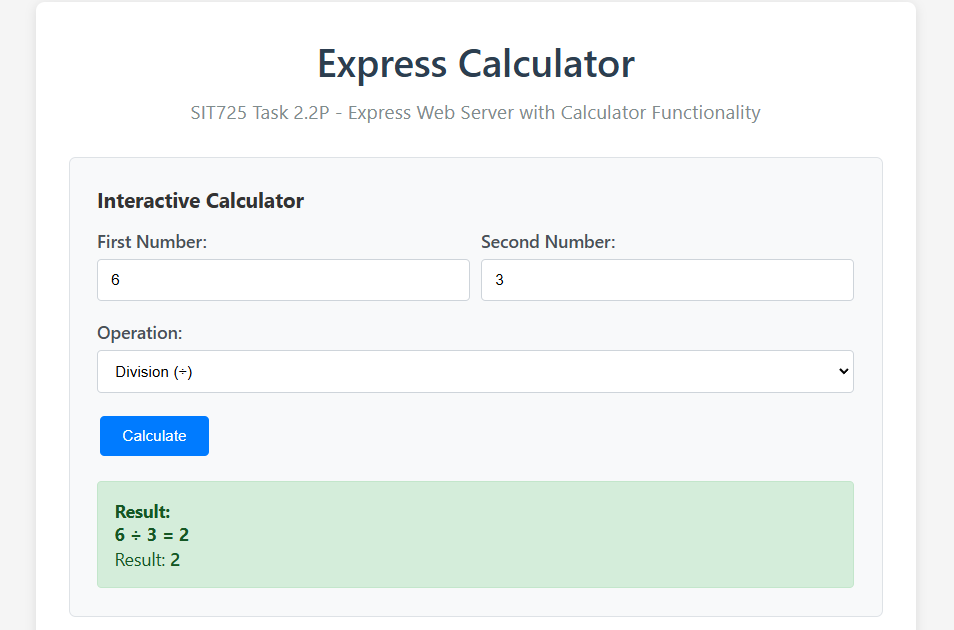 Express Calculator
SIT725 Task 2.2P - Express Web Server with Calculator Functionality
Interactive Calculator
First Number: Second Number:
6 3
Operation:
Division (÷)
Calculate
Result:
6 ÷ 3 = 2
Result: 2